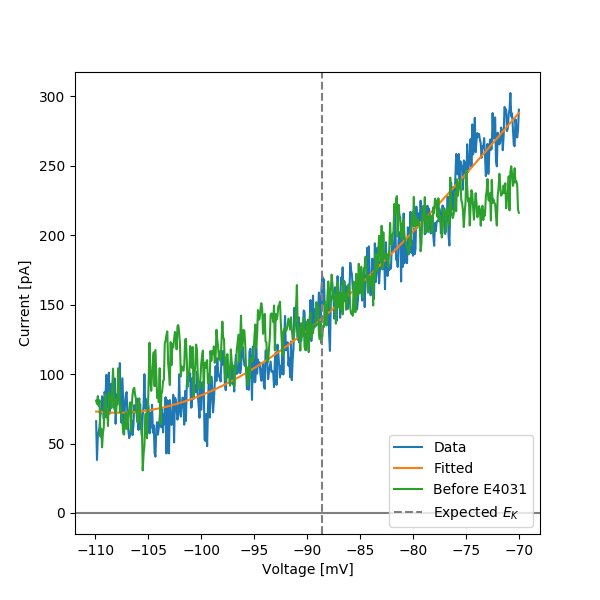 300
250
200
150
100
50
0
Current [pA]
−110
−105
−100
−95
−90
−85
−80
−75
−70
Voltage [mV]
Data
Fitted
Before E4031
Expected E_K